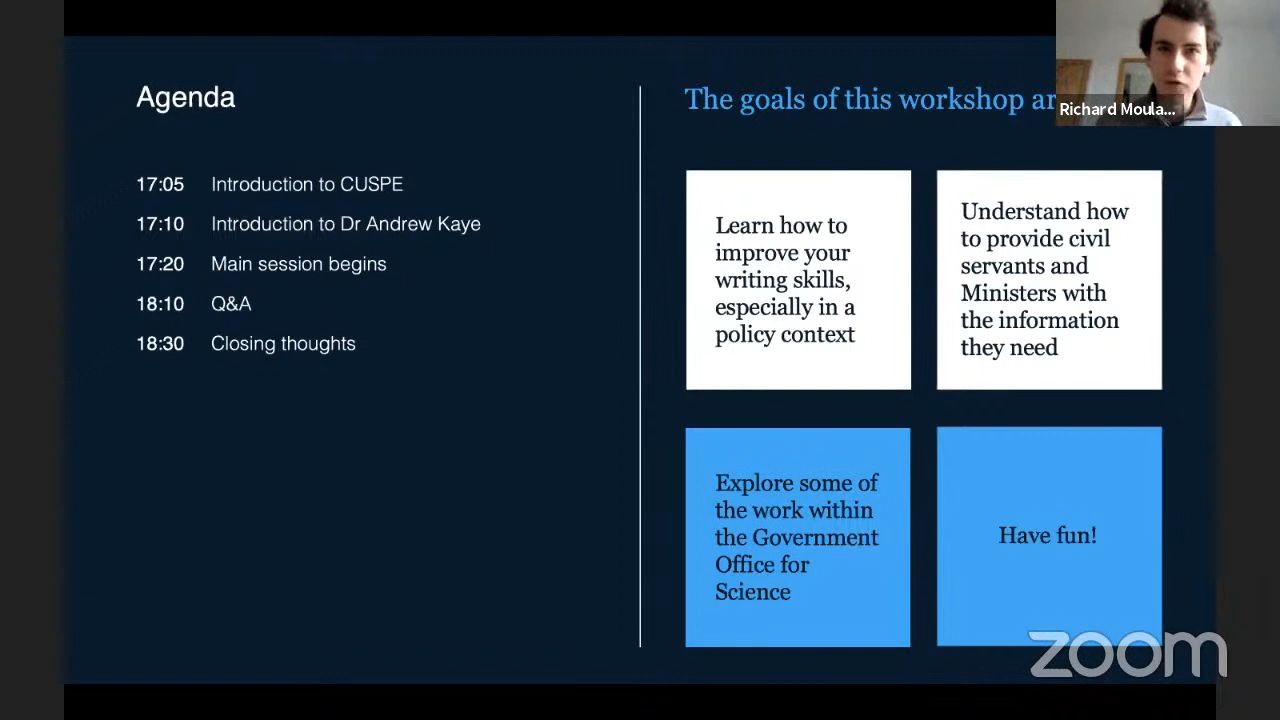 Agenda
17:05 Introduction to CUSPE
17:10 Introduction to Dr Andrew Kaye
17:20 Main session begins
18:10 Q&A
18:30 Closing thoughts
The goals of this workshop ar
Learn how to
improve your
writing skills,
especially in a
policy context
Understand how
to provide civil
servants and
Ministers with
the information
they need
Explore some of
the work within
the Government
Office for
Science
Have fun!
Richard Moula...
zoom